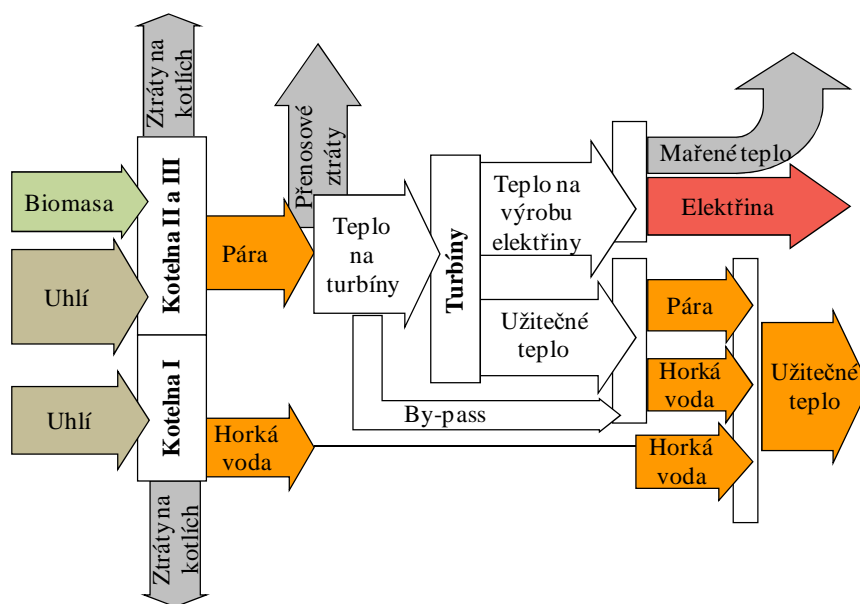 Ztráty na
kotlích
Přenosové
ztráty
Mařené teplo
Biomasa
Kotelna II a III
Teplo na
výrobu
elektřiny
Elektřina
Pára
Teplo
na
turbíny
Turbíny
Uhlí
Užitečné
teplo
Pára
Horká
voda
Užitečné
teplo
Uhlí
Kotelna I
By-pass
Horká
voda
Horká
voda
Ztráty na
kotlích